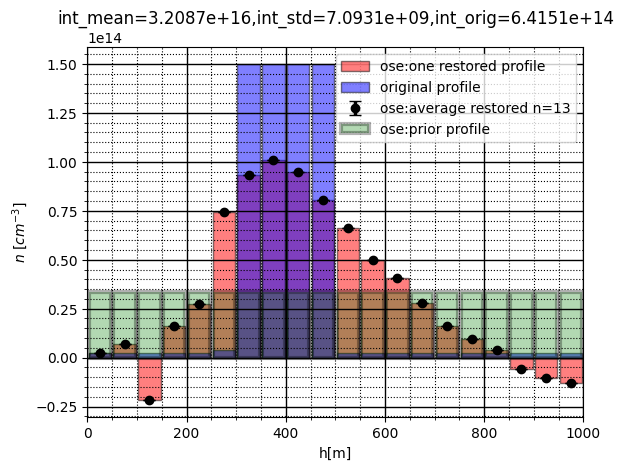 int_mean=3.2087e+16,int_std=7.0931e+09,int_orig=6.4151e+14
1e14
ose:one restored profile
original profile
ose:average restored n=13
ose:prior profile
1.50
1.25
1.00
0.75
0.50
0.25
0.00
−0.25
n [cm⁻³]
0 200 400 600 800 1000
h[m]